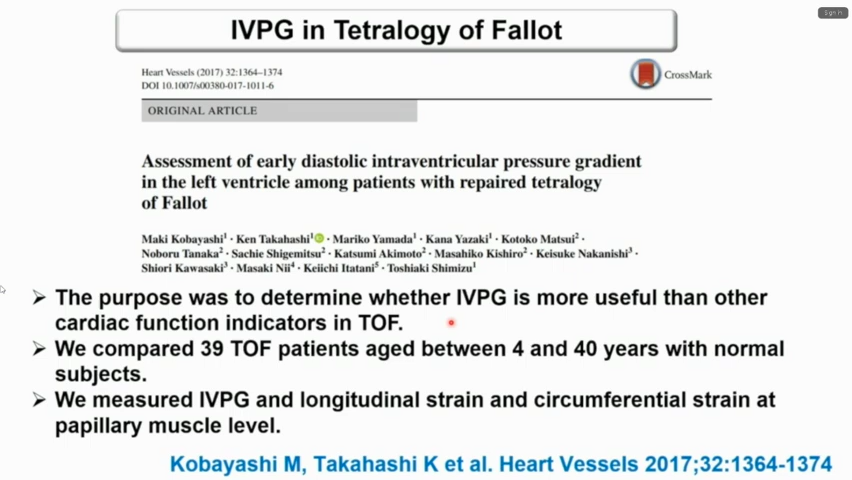 Sign In
IVPG in Tetralogy of Fallot
Heart Vessels (2017) 32:1364–1374
DOI 10.1007/s00380-017-1011-6
CrossMark
ORIGINAL ARTICLE
Assessment of early diastolic intraventricular pressure gradient
in the left ventricle among patients with repaired tetralogy
of Fallot
Maki Kobayashi¹ · Ken Takahashi¹ · Mariko Yamada¹ · Kana Yazaki¹ · Kotoko Matsui² ·
Noboru Tanaka² · Sachie Shigemitsu² · Katsumi Akimoto² · Masahiko Kishiro² · Keisuke Nakanishi³ ·
Shiori Kawasaki³ · Masaki Nii⁴ · Keiichi Itatani⁵ · Toshiaki Shimizu¹
➢ The purpose was to determine whether IVPG is more useful than other
cardiac function indicators in TOF.
➢ We compared 39 TOF patients aged between 4 and 40 years with normal
subjects.
➢ We measured IVPG and longitudinal strain and circumferential strain at
papillary muscle level.
Kobayashi M, Takahashi K et al. Heart Vessels 2017;32:1364-1374